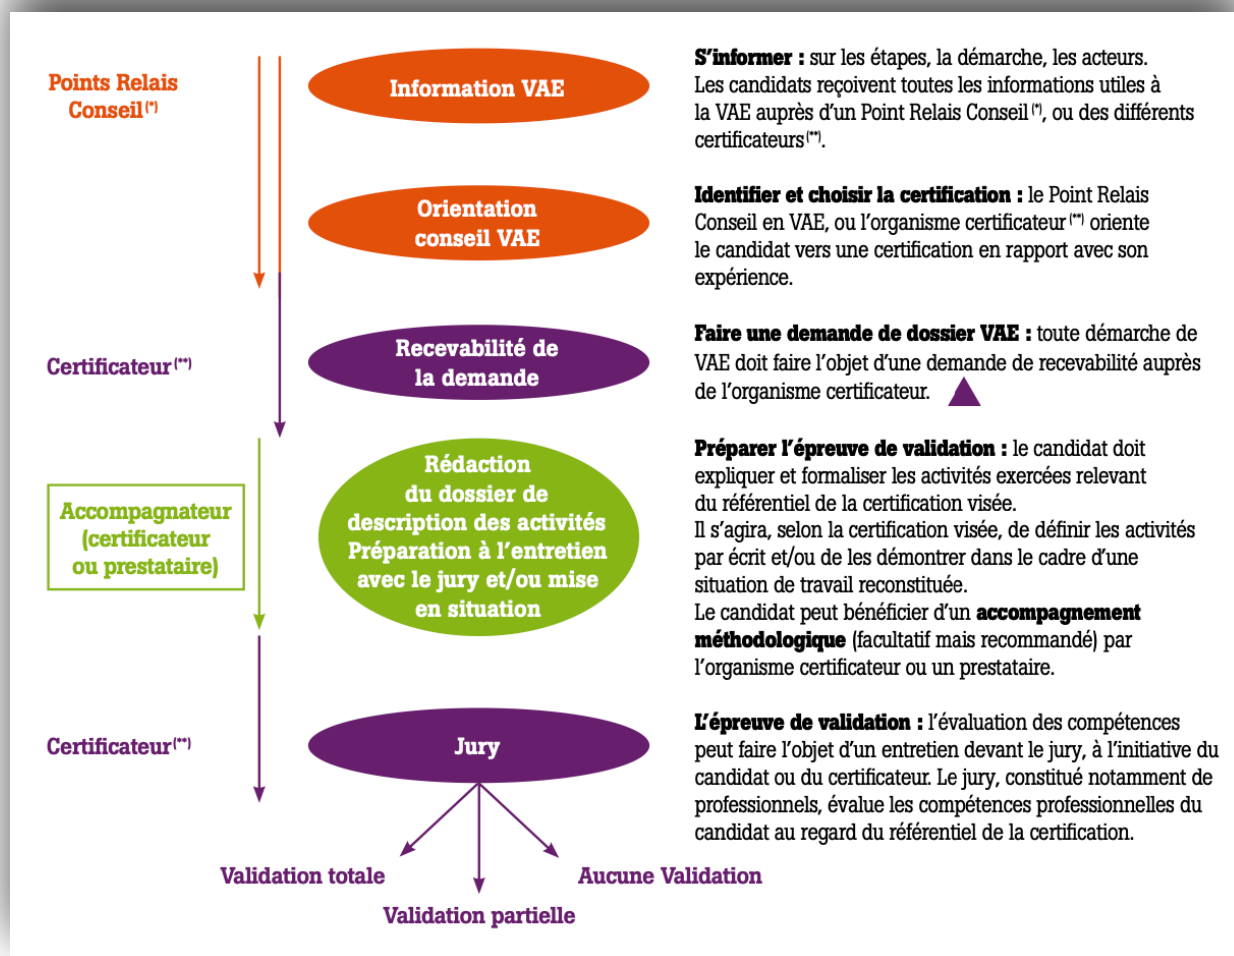 Points Relais
Conseil (*)
Information VAE
S'informer : sur les étapes, la démarche, les acteurs.
Les candidats reçoivent toutes les informations utiles à
la VAE auprès d'un Point Relais Conseil (*), ou des différents
certificateurs (**).
Orientation
conseil VAE
Identifier et choisir la certification : le Point Relais
Conseil en VAE, ou l'organisme certificateur (**) oriente
le candidat vers une certification en rapport avec son
expérience.
Certificateur (**)
Recevabilité de
la demande
Faire une demande de dossier VAE : toute démarche de
VAE doit faire l'objet d'une demande de recevabilité auprès
de l'organisme certificateur.
Accompagnateur
(certificateur
ou prestataire)
Rédaction
du dossier de
description des activités
Préparation à l'entretien
avec le jury et/ou mise
en situation
Préparer l'épreuve de validation : le candidat doit
expliquer et formaliser les activités exercées relevant
du référentiel de la certification visée.
Il s'agira, selon la certification visée, de définir les activités
par écrit et/ou de les démontrer dans le cadre d'une
situation de travail reconstituée.
Le candidat peut bénéficier d'un accompagnement
méthodologique (facultatif mais recommandé) par
l'organisme certificateur ou un prestataire.
Certificateur (**)
Jury
L'épreuve de validation : l'évaluation des compétences
peut faire l'objet d'un entretien devant le jury, à l'initiative du
candidat ou du certificateur. Le jury, constitué notamment de
professionnels, évalue les compétences professionnelles du
candidat au regard du référentiel de la certification.
Validation totale
Aucune Validation
Validation partielle